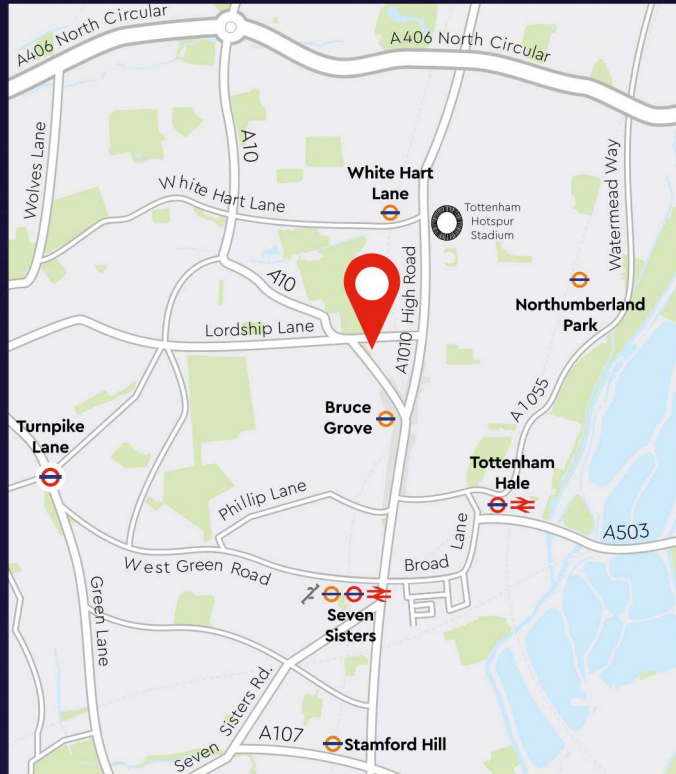 A406 North Circular
A406 North Circular
Wolves Lane
A10
White Hart
Lane
White Hart Lane
Tottenham
Hotspur
Stadium
Watermead Way
A10
A1010 High Road
Northumberland
Park
Lordship Lane
Bruce
Grove
A1055
Turnpike
Lane
Tottenham
Hale
Phillip Lane
A503
West Green Road
Broad Lane
Green Lane
Seven
Sisters
Seven Sisters Rd.
A107
Stamford Hill